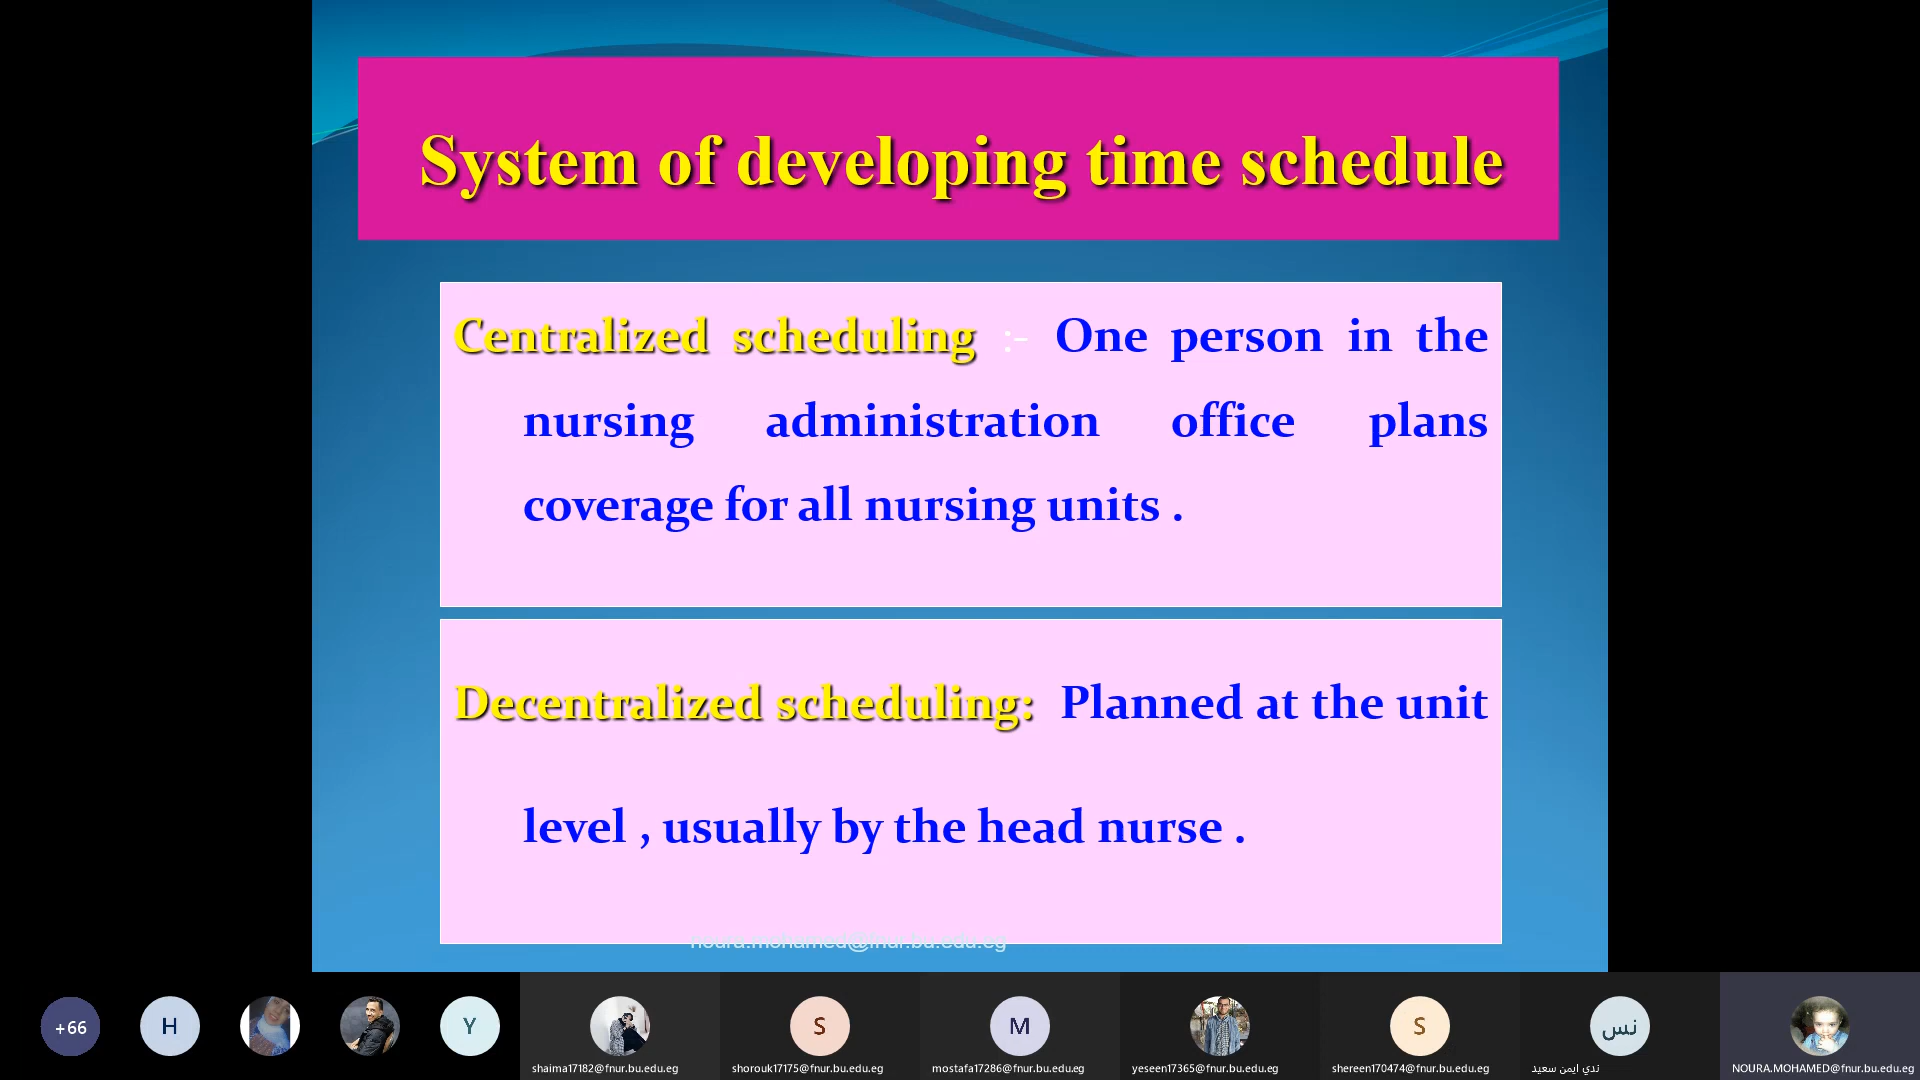 System of developing time schedule
Centralized scheduling :- One person in the
nursing administration office plans
coverage for all nursing units .
Decentralized scheduling: Planned at the unit
level , usually by the head nurse .
noura.mohamed@fnur.bu.edu.eg
+66
H
Y
S
M
S
نس
shaima17182@fnur.bu.edu.eg
shorouk17175@fnur.bu.edu.eg
mostafa17286@fnur.bu.edu.eg
yeseen17365@fnur.bu.edu.eg
shereen170474@fnur.bu.edu.eg
ندي ايمن سعيد
NOURA.MOHAMED@fnur.bu.edu.eg